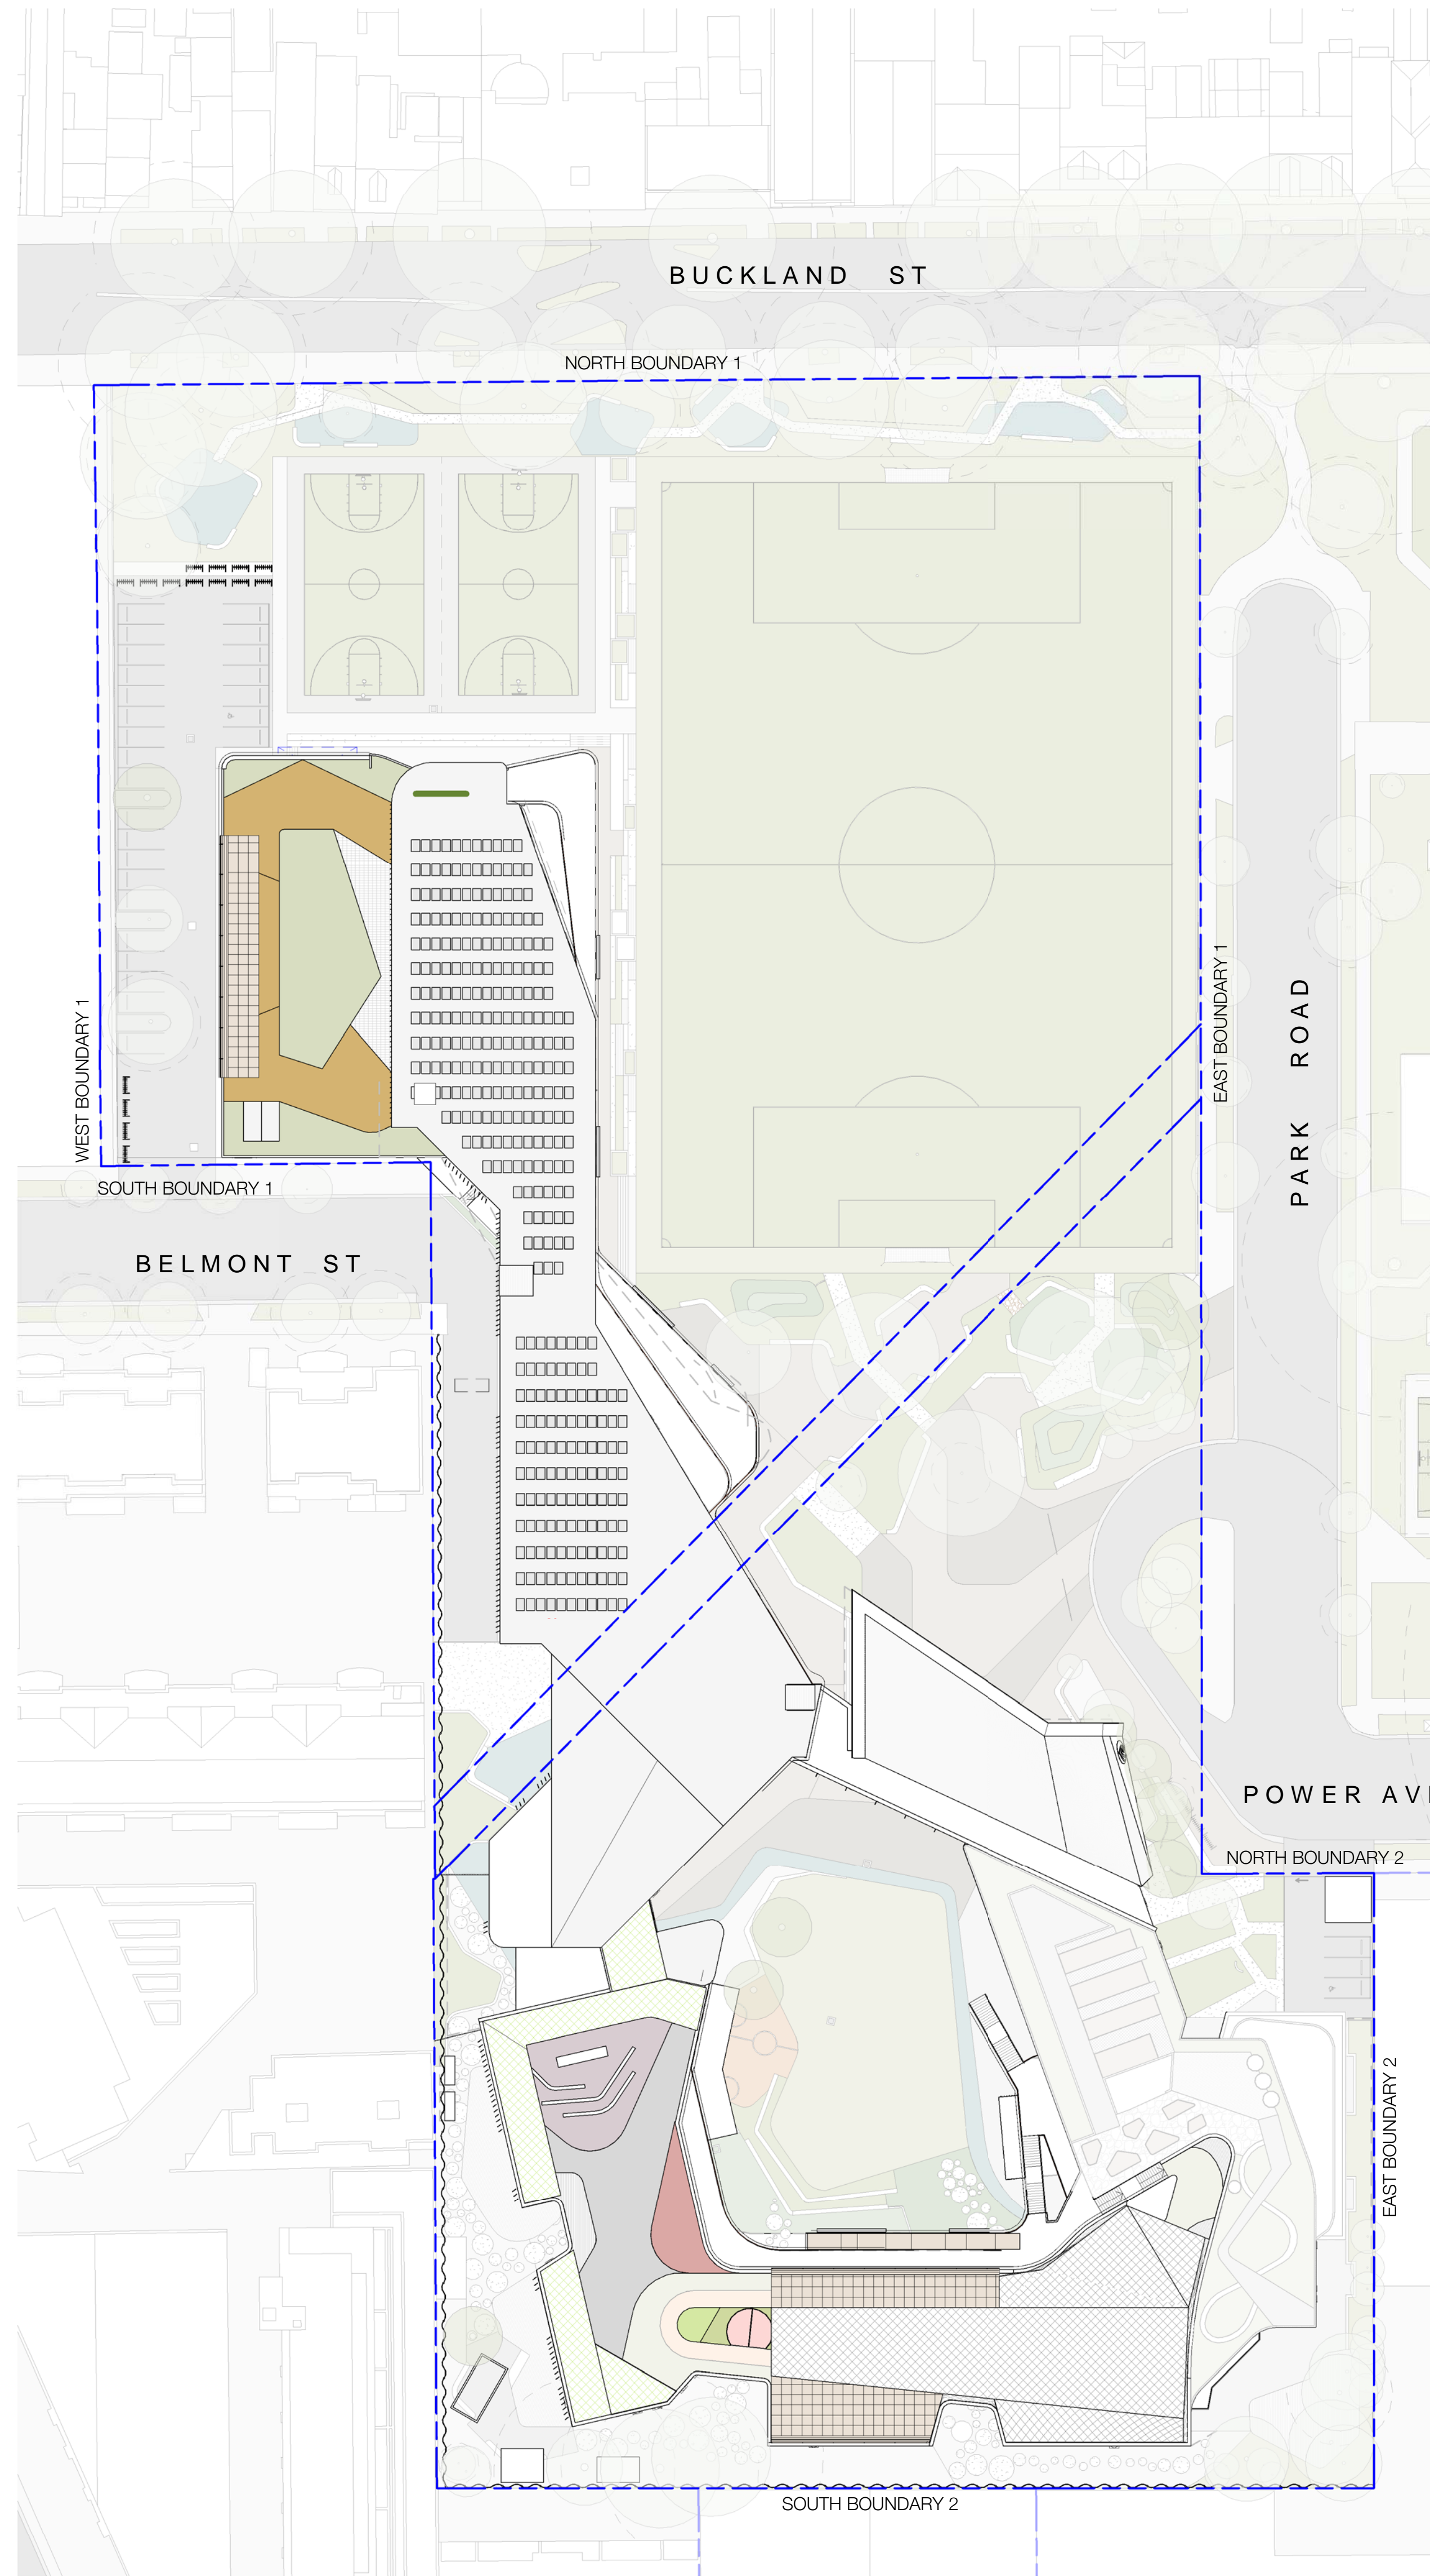 BUCKLAND ST
NORTH BOUNDARY 1
WEST BOUNDARY 1
EAST BOUNDARY 1
PARK ROAD
SOUTH BOUNDARY 1
BELMONT ST
POWER AV
NORTH BOUNDARY 2
EAST BOUNDARY 2
SOUTH BOUNDARY 2